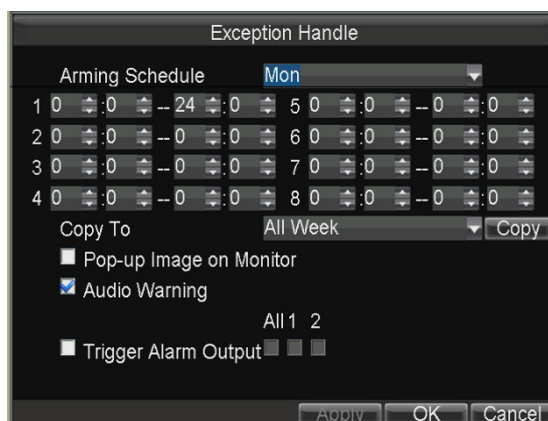 Exception Handle
Arming Schedule Mon
1 0 :0 -- 24 :0 5 0 :0 -- 0 :0
2 0 :0 -- 0 :0 6 0 :0 -- 0 :0
3 0 :0 -- 0 :0 7 0 :0 -- 0 :0
4 0 :0 -- 0 :0 8 0 :0 -- 0 :0
Copy To All Week Copy
Pop-up Image on Monitor
Audio Warning
All 1 2
Trigger Alarm Output
Apply OK Cancel